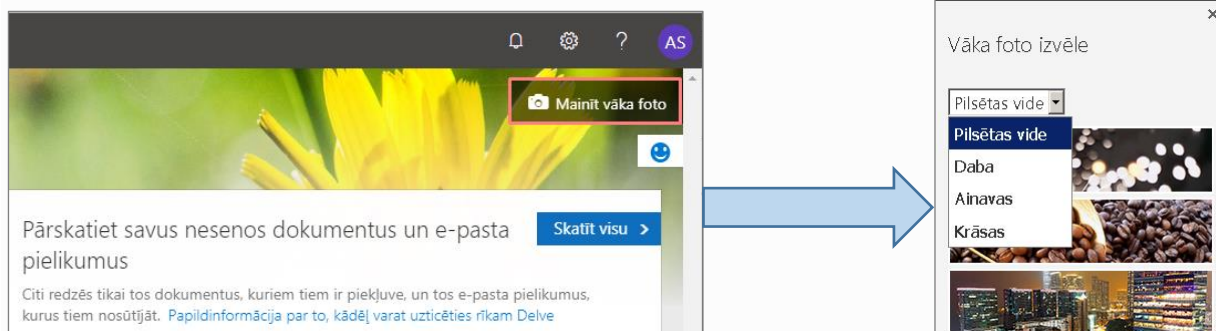 ? AS
Mainīt vāka foto
Pārskatiet savus nesenos dokumentus un e-pasta
pielikumus
Skatīt visu >
Citi redzēs tikai tos dokumentus, kuriem tiem ir piekļuve, un tos e-pasta pielikumus,
kurus tiem nosūtījāt. Papildinformācija par to, kādēļ varat uzticēties rīkam Delve
Vāka foto izvēle
Pilsētas vide
Pilsētas vide
Daba
Ainavas
Krāsas